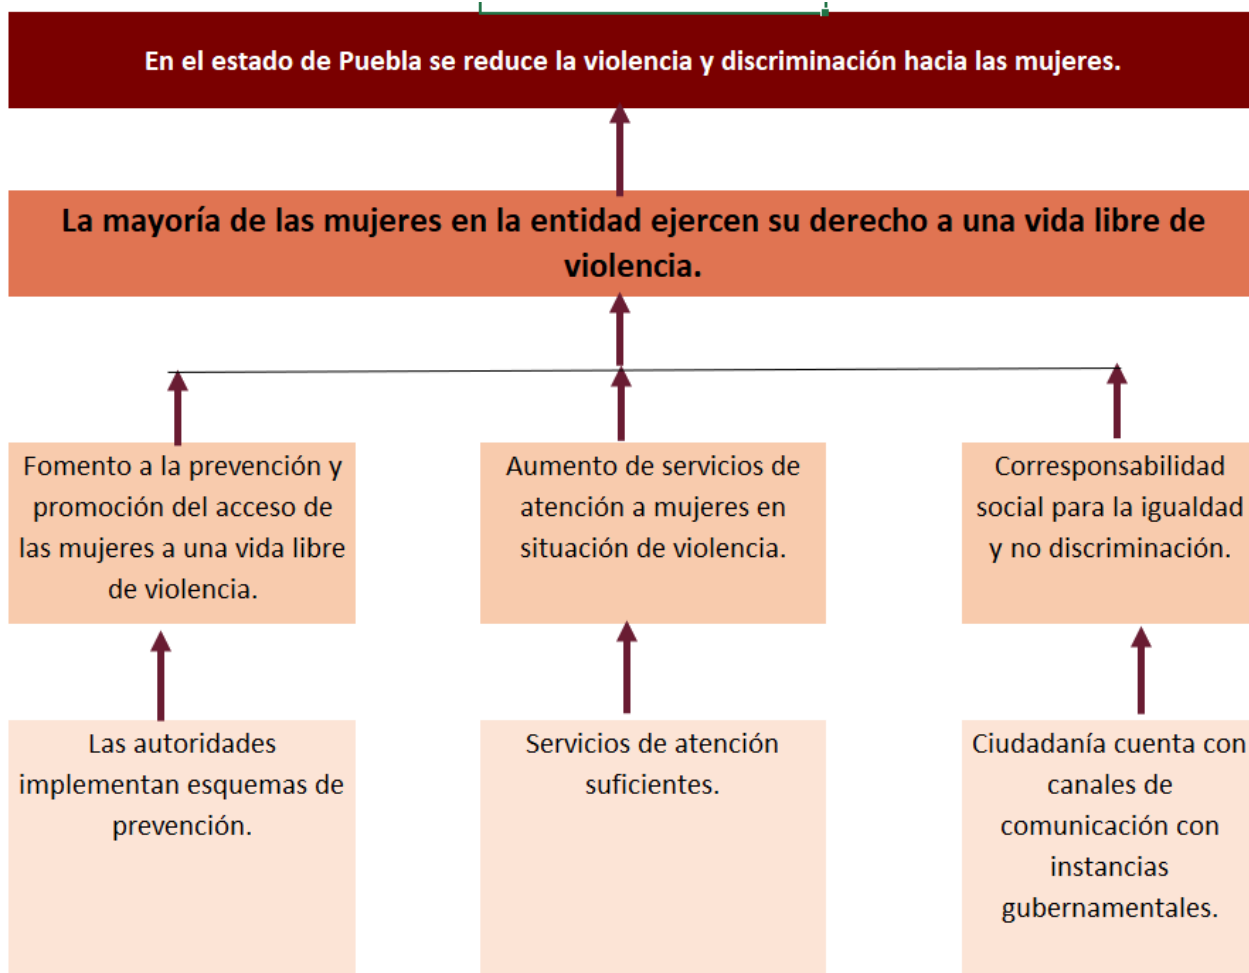 En el estado de Puebla se reduce la violencia y discriminación hacia las mujeres.
La mayoría de las mujeres en la entidad ejercen su derecho a una vida libre de
violencia.
Fomento a la prevención y
promoción del acceso de
las mujeres a una vida libre
de violencia.
Aumento de servicios de
atención a mujeres en
situación de violencia.
Corresponsabilidad
social para la igualdad
y no discriminación.
Las autoridades
implementan esquemas de
prevención.
Servicios de atención
suficientes.
Ciudadanía cuenta con
canales de
comunicación con
instancias
gubernamentales.